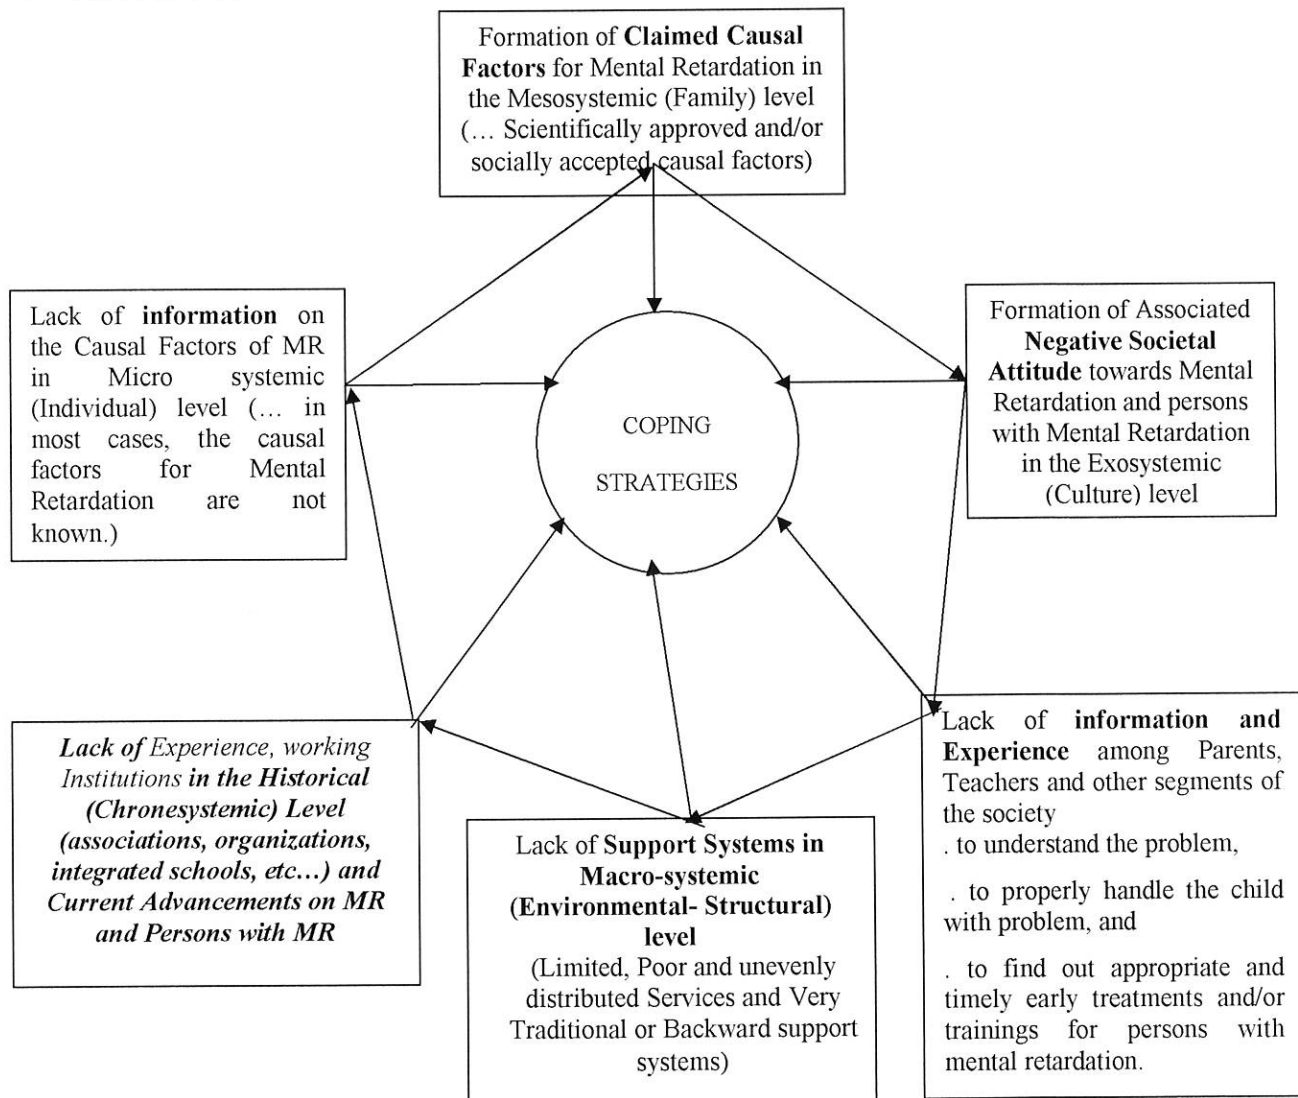 Formation of Claimed Causal
Factors for Mental Retardation in
the Mesosystemic (Family) level
(… Scientifically approved and/or
socially accepted causal factors)
Lack of information on
the Causal Factors of MR
in Micro systemic
(Individual) level (… in
most cases, the causal
factors for Mental
Retardation are not
known.)
COPING
STRATEGIES
Formation of Associated
Negative Societal
Attitude towards Mental
Retardation and persons
with Mental Retardation
in the Exosystemic
(Culture) level
Lack of Experience, working
Institutions in the Historical
(Chronesystemic) Level
(associations, organizations,
integrated schools, etc…) and
Current Advancements on MR
and Persons with MR
Lack of Support Systems in
Macro-systemic
(Environmental- Structural)
level
(Limited, Poor and unevenly
distributed Services and Very
Traditional or Backward support
systems)
Lack of information and
Experience among Parents,
Teachers and other segments of
the society
. to understand the problem,
. to properly handle the child
with problem, and
. to find out appropriate and
timely early treatments and/or
trainings for persons with
mental retardation.